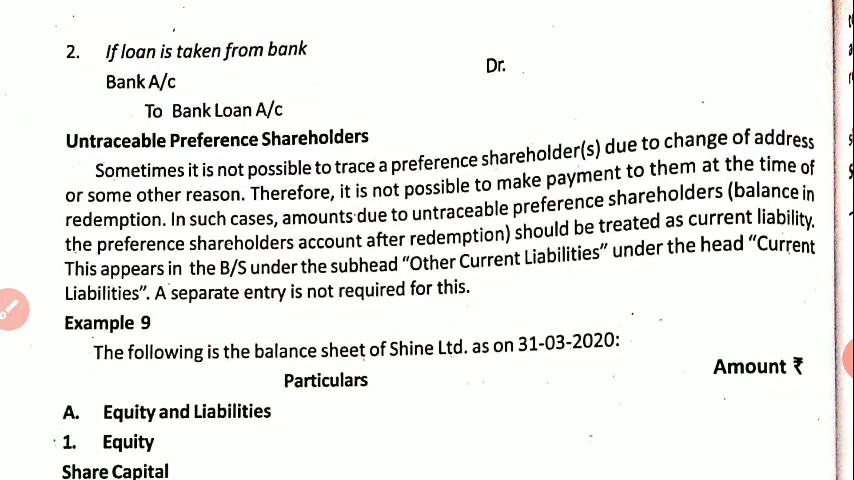 2. If loan is taken from bank
Bank A/c Dr.
To Bank Loan A/c
Untraceable Preference Shareholders
Sometimes it is not possible to trace a preference shareholder(s) due to change of address
or some other reason. Therefore, it is not possible to make payment to them at the time of
redemption. In such cases, amounts due to untraceable preference shareholders (balance in
the preference shareholders account after redemption) should be treated as current liability.
This appears in the B/S under the subhead “Other Current Liabilities” under the head “Current
Liabilities”. A separate entry is not required for this.
Example 9
The following is the balance sheet of Shine Ltd. as on 31-03-2020:
Particulars Amount ₹
A. Equity and Liabilities
1. Equity
Share Capital